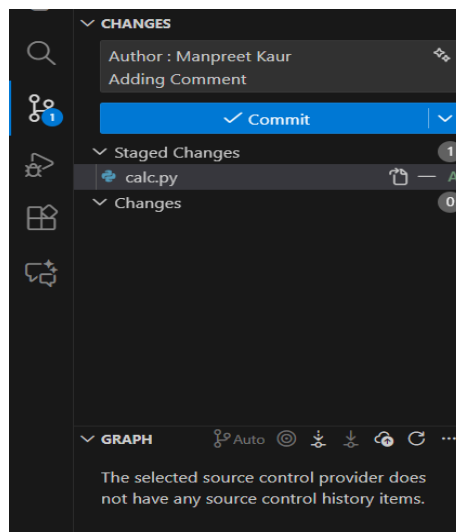 CHANGES
Author : Manpreet Kaur
Adding Comment
Commit
Staged Changes 1
calc.py A
Changes 0
1
GRAPH Auto ...
The selected source control provider does
not have any source control history items.